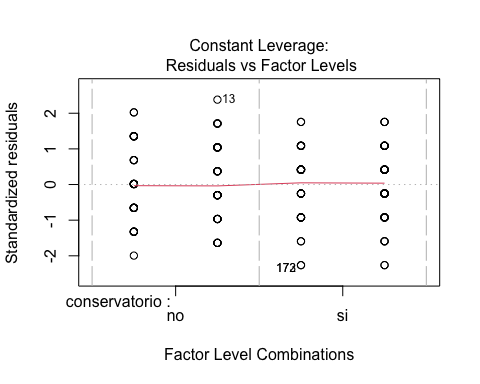 Constant Leverage:
Residuals vs Factor Levels
Standardized residuals
2
1
0
-1
-2
13
conservatorio :
no
si
Factor Level Combinations